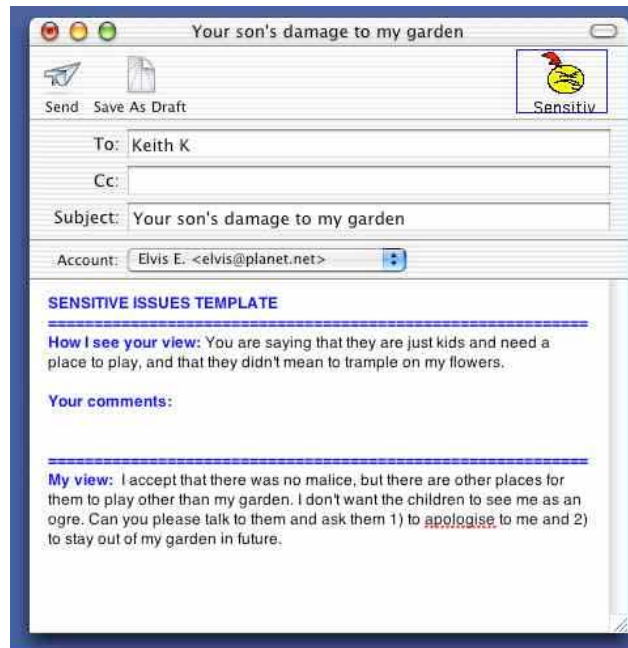 Your son's damage to my garden
Send Save As Draft
Sensitiv
To: Keith K
Cc:
Subject: Your son's damage to my garden
Account: Elvis E. <elvis@planet.net>
SENSITIVE ISSUES TEMPLATE
============================================================
How I see your view: You are saying that they are just kids and need a
place to play, and that they didn't mean to trample on my flowers.
Your comments:
============================================================
My view: I accept that there was no malice, but there are other places for
them to play other than my garden. I don't want the children to see me as an
ogre. Can you please talk to them and ask them 1) to apologise to me and 2)
to stay out of my garden in future.